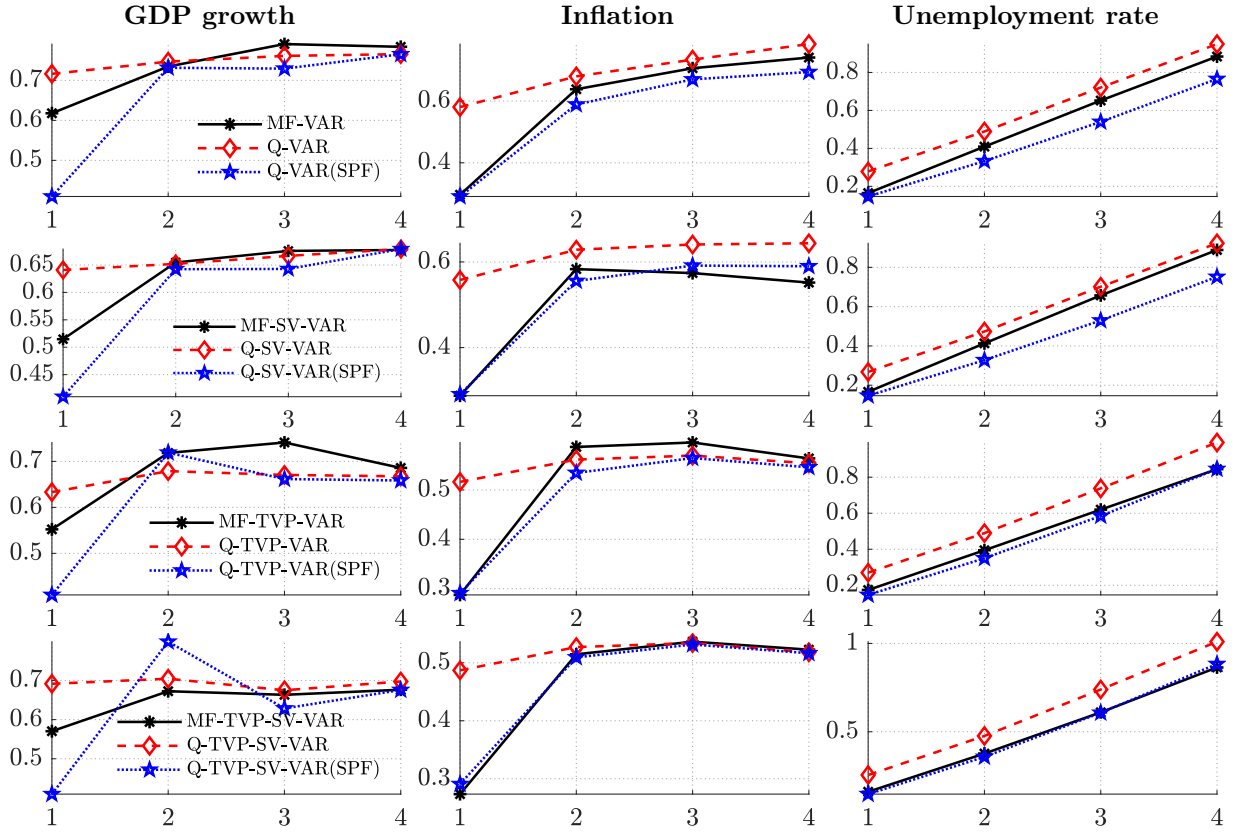 GDP growth
Inflation
Unemployment rate
0.7
0.6
0.5
MF-VAR
Q-VAR
Q-VAR(SPF)
1 2 3 4
0.6
0.4
1 2 3 4
0.8
0.6
0.4
0.2
1 2 3 4
0.65
0.6
0.55
0.5
0.45
MF-SV-VAR
Q-SV-VAR
Q-SV-VAR(SPF)
1 2 3 4
0.6
0.4
1 2 3 4
0.8
0.6
0.4
0.2
1 2 3 4
0.7
0.6
0.5
MF-TVP-VAR
Q-TVP-VAR
Q-TVP-VAR(SPF)
1 2 3 4
0.5
0.3
1 2 3 4
0.8
0.4
0.2
1 2 3 4
0.7
0.6
0.5
MF-TVP-SV-VAR
Q-TVP-SV-VAR
Q-TVP-SV-VAR(SPF)
1 2 3 4
0.5
0.4
0.3
1 2 3 4
1
0.5
1 2 3 4